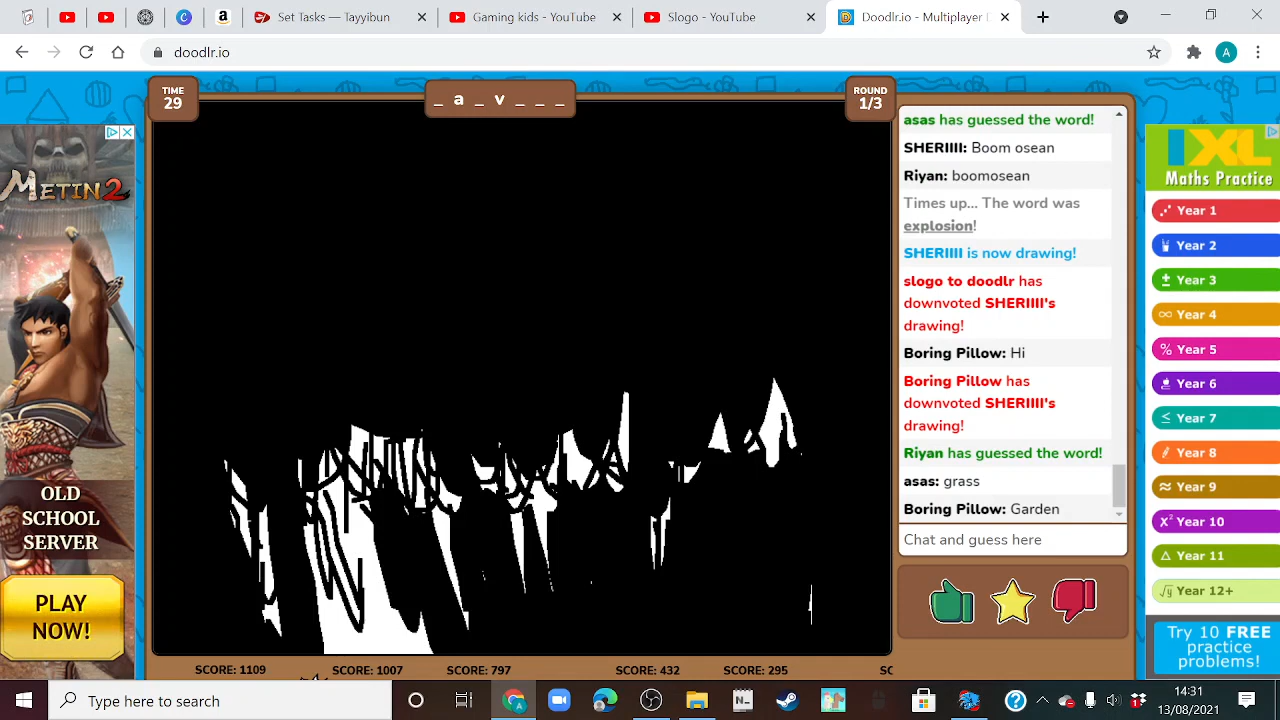 Set Tasks — 
Gaming kids - YouTube
Slogo - YouTube
Doodlr - Multiplayer
doodlr.io
A
TIME
29
_ a _ v _ _ _
ROUND
1/3
asas has guessed the word!
SHERIIII: Boom osean
Riyan: boomosean
Times up... The word was
explosion!
SHERIIII is now drawing!
slogo to doodlr has
downvoted SHERIIII's
drawing!
Boring Pillow: Hi
Boring Pillow has
downvoted SHERIIII's
drawing!
Riyan has guessed the word!
asas: grass
Boring Pillow: Garden
Chat and guess here
METIN2
OLD
SCHOOL
SERVER
PLAY
NOW!
IXL
Maths Practice
Year 1
Year 2
Year 3
Year 4
Year 5
Year 6
Year 7
Year 8
Year 9
Year 10
Year 11
Year 12+
Try 10 FREE
practice
problems!
SCORE: 1109
SCORE: 1007
SCORE: 797
SCORE: 432
SCORE: 295
SC
Type here to search
14:31
13/08/2021